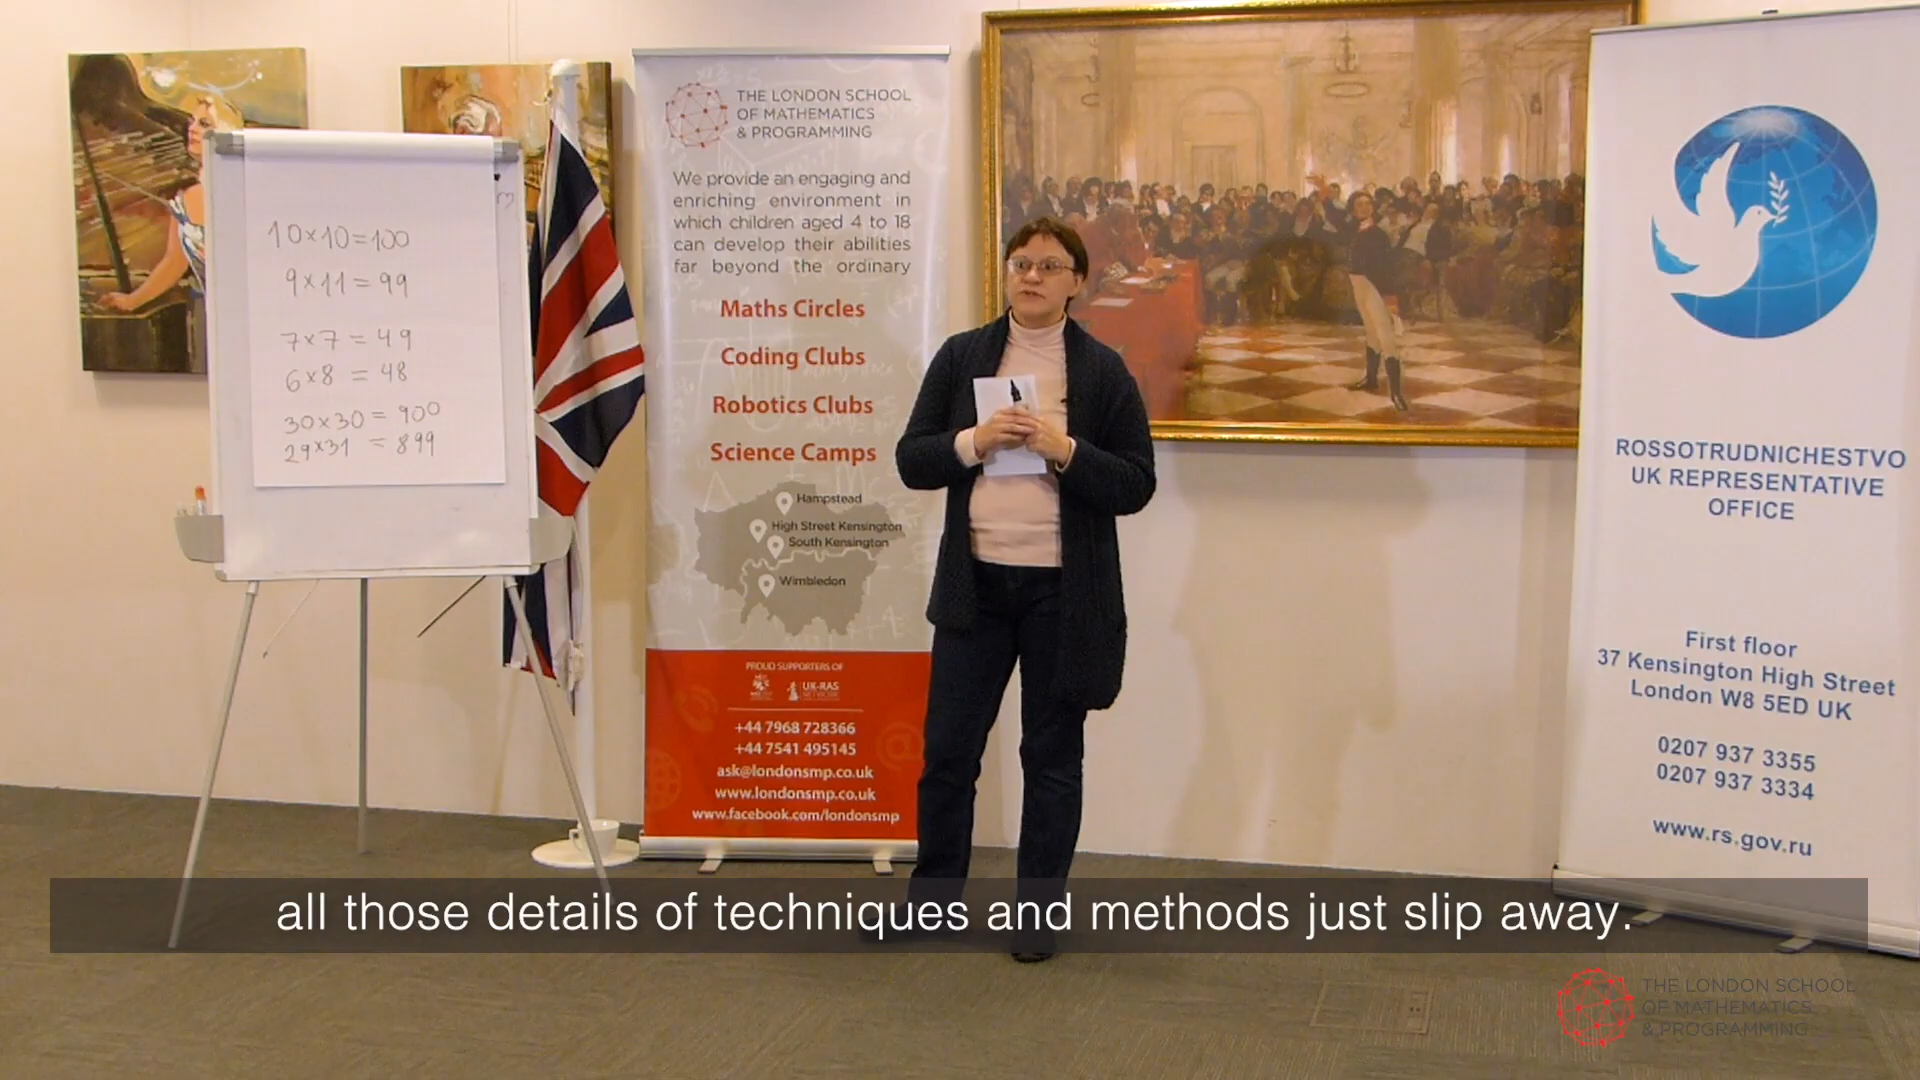 10×10=100
9×11=99
7×7=49
6×8=48
30×30=900
29×31=899
THE LONDON SCHOOL
OF MATHEMATICS
& PROGRAMMING
We provide an engaging and
enriching environment in
which children aged 4 to 18
can develop their abilities
far beyond the ordinary
Maths Circles
Coding Clubs
Robotics Clubs
Science Camps
Hampstead
High Street Kensington
South Kensington
Wimbledon
PROUD SUPPORTERS OF
UK-RAS
+44 7968 728366
+44 7541 495145
ask@londonsmp.co.uk
www.londonsmp.co.uk
www.facebook.com/londonsmp
ROSSOTRUDNICHESTVO
UK REPRESENTATIVE
OFFICE
First floor
37 Kensington High Street
London W8 5ED UK
0207 937 3355
0207 937 3334
www.rs.gov.ru
all those details of techniques and methods just slip away.
THE LONDON SCHOOL
OF MATHEMATICS
& PROGRAMMING